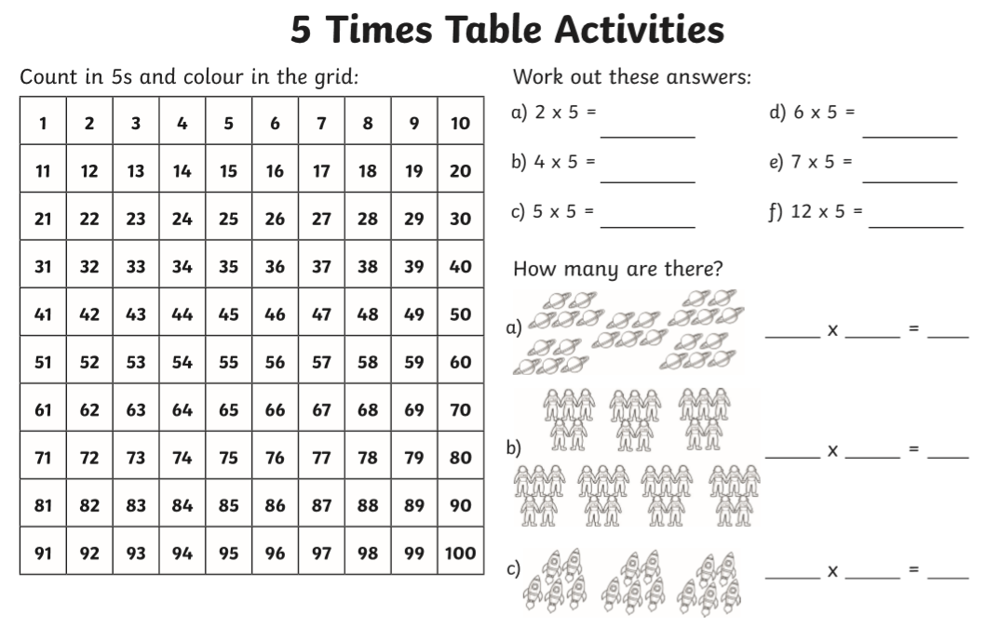 5 Times Table Activities
Count in 5s and colour in the grid:
1 2 3 4 5 6 7 8 9 10
11 12 13 14 15 16 17 18 19 20
21 22 23 24 25 26 27 28 29 30
31 32 33 34 35 36 37 38 39 40
41 42 43 44 45 46 47 48 49 50
51 52 53 54 55 56 57 58 59 60
61 62 63 64 65 66 67 68 69 70
71 72 73 74 75 76 77 78 79 80
81 82 83 84 85 86 87 88 89 90
91 92 93 94 95 96 97 98 99 100
Work out these answers:
a) 2 x 5 = ________
b) 4 x 5 = ________
c) 5 x 5 = ________
d) 6 x 5 = ________
e) 7 x 5 = ________
f) 12 x 5 = ________
How many are there?
a) _____ x _____ = ____
b) _____ x _____ = ____
c) _____ x _____ = ____